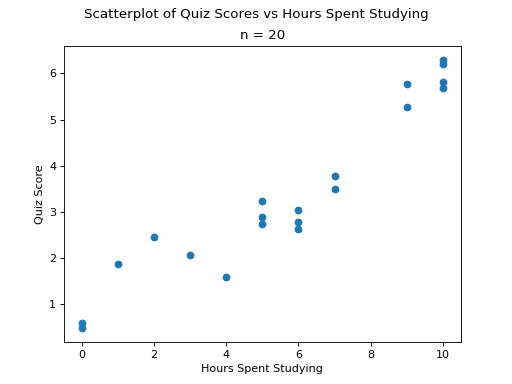 Scatterplot of Quiz Scores vs Hours Spent Studying
n = 20
6
5
4
3
2
1
Quiz Score
0 2 4 6 8 10
Hours Spent Studying